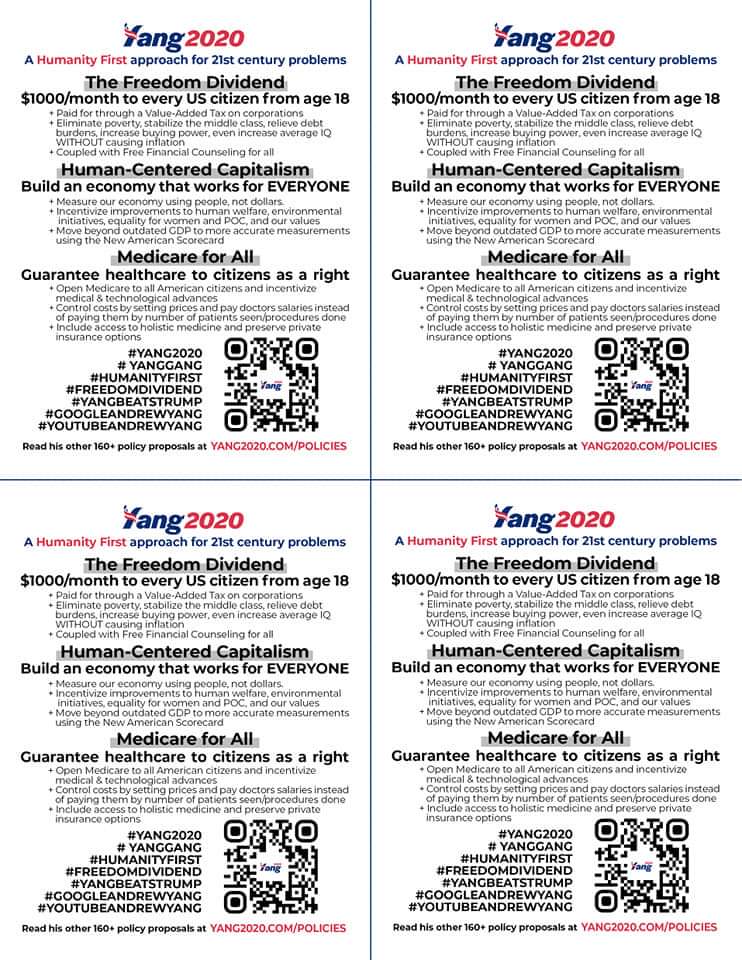 Yang2020
A Humanity First approach for 21st century problems
The Freedom Dividend
$1000/month to every US citizen from age 18
+ Paid for through a Value-Added Tax on corporations
+ Eliminate poverty, stabilize the middle class, relieve debt
burdens, increase buying power, even increase average IQ
WITHOUT causing inflation
+ Coupled with Free Financial Counseling for all
Human-Centered Capitalism
Build an economy that works for EVERYONE
+ Measure our economy using people, not dollars.
+ Incentivize improvements to human welfare, environmental
initiatives, equality for women and POC, and our values
+ Move beyond outdated GDP to more accurate measurements
using the New American Scorecard
Medicare for All
Guarantee healthcare to citizens as a right
+ Open Medicare to all American citizens and incentivize
medical & technological advances
+ Control costs by setting prices and pay doctors salaries instead
of paying them by number of patients seen/procedures done
+ Include access to holistic medicine and preserve private
insurance options
#YANG2020
# YANGGANG
#HUMANITYFIRST
#FREEDOMDIVIDEND
#YANGBEATSTRUMP
#GOOGLEANDREWYANG
#YOUTUBEANDREWYANG
Yang
Read his other 160+ policy proposals at YANG2020.COM/POLICIES
Yang2020
A Humanity First approach for 21st century problems
The Freedom Dividend
$1000/month to every US citizen from age 18
+ Paid for through a Value-Added Tax on corporations
+ Eliminate poverty, stabilize the middle class, relieve debt
burdens, increase buying power, even increase average IQ
WITHOUT causing inflation
+ Coupled with Free Financial Counseling for all
Human-Centered Capitalism
Build an economy that works for EVERYONE
+ Measure our economy using people, not dollars.
+ Incentivize improvements to human welfare, environmental
initiatives, equality for women and POC, and our values
+ Move beyond outdated GDP to more accurate measurements
using the New American Scorecard
Medicare for All
Guarantee healthcare to citizens as a right
+ Open Medicare to all American citizens and incentivize
medical & technological advances
+ Control costs by setting prices and pay doctors salaries instead
of paying them by number of patients seen/procedures done
+ Include access to holistic medicine and preserve private
insurance options
#YANG2020
# YANGGANG
#HUMANITYFIRST
#FREEDOMDIVIDEND
#YANGBEATSTRUMP
#GOOGLEANDREWYANG
#YOUTUBEANDREWYANG
Yang
Read his other 160+ policy proposals at YANG2020.COM/POLICIES
Yang2020
A Humanity First approach for 21st century problems
The Freedom Dividend
$1000/month to every US citizen from age 18
+ Paid for through a Value-Added Tax on corporations
+ Eliminate poverty, stabilize the middle class, relieve debt
burdens, increase buying power, even increase average IQ
WITHOUT causing inflation
+ Coupled with Free Financial Counseling for all
Human-Centered Capitalism
Build an economy that works for EVERYONE
+ Measure our economy using people, not dollars.
+ Incentivize improvements to human welfare, environmental
initiatives, equality for women and POC, and our values
+ Move beyond outdated GDP to more accurate measurements
using the New American Scorecard
Medicare for All
Guarantee healthcare to citizens as a right
+ Open Medicare to all American citizens and incentivize
medical & technological advances
+ Control costs by setting prices and pay doctors salaries instead
of paying them by number of patients seen/procedures done
+ Include access to holistic medicine and preserve private
insurance options
#YANG2020
# YANGGANG
#HUMANITYFIRST
#FREEDOMDIVIDEND
#YANGBEATSTRUMP
#GOOGLEANDREWYANG
#YOUTUBEANDREWYANG
Yang
Read his other 160+ policy proposals at YANG2020.COM/POLICIES
Yang2020
A Humanity First approach for 21st century problems
The Freedom Dividend
$1000/month to every US citizen from age 18
+ Paid for through a Value-Added Tax on corporations
+ Eliminate poverty, stabilize the middle class, relieve debt
burdens, increase buying power, even increase average IQ
WITHOUT causing inflation
+ Coupled with Free Financial Counseling for all
Human-Centered Capitalism
Build an economy that works for EVERYONE
+ Measure our economy using people, not dollars.
+ Incentivize improvements to human welfare, environmental
initiatives, equality for women and POC, and our values
+ Move beyond outdated GDP to more accurate measurements
using the New American Scorecard
Medicare for All
Guarantee healthcare to citizens as a right
+ Open Medicare to all American citizens and incentivize
medical & technological advances
+ Control costs by setting prices and pay doctors salaries instead
of paying them by number of patients seen/procedures done
+ Include access to holistic medicine and preserve private
insurance options
#YANG2020
# YANGGANG
#HUMANITYFIRST
#FREEDOMDIVIDEND
#YANGBEATSTRUMP
#GOOGLEANDREWYANG
#YOUTUBEANDREWYANG
Yang
Read his other 160+ policy proposals at YANG2020.COM/POLICIES